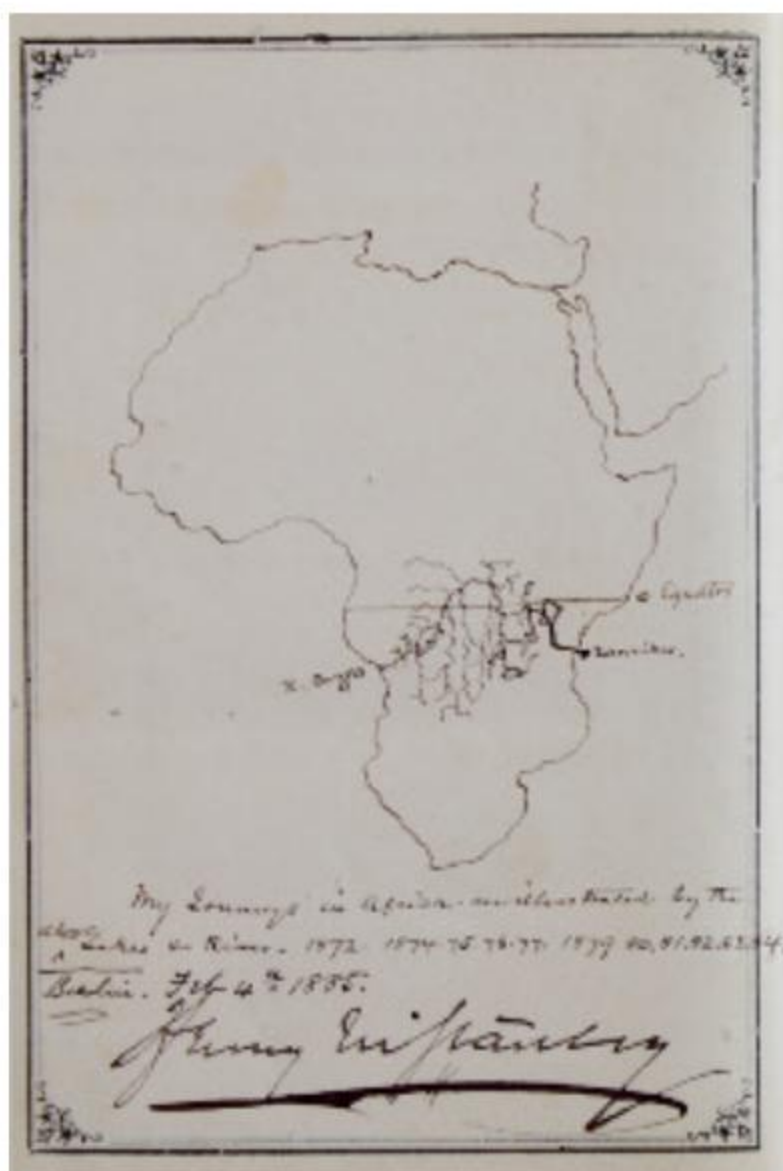 Equator
Zanzibar.
R. Congo
My Journeys in Africa as illustrated by the
above
Lakes & Rivers. 1872. 1874-75-76-77. 1879.80,81,82,83,84.
Berlin. Feb 4th 1885.
Henry M Stanley